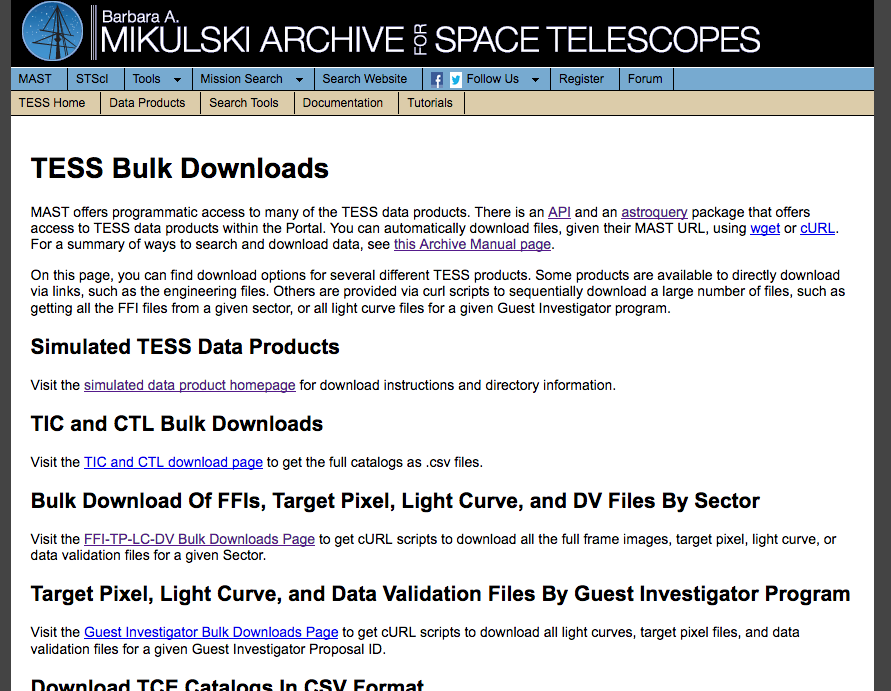 Barbara A.
MIKULSKI ARCHIVE FOR SPACE TELESCOPES
MAST STScI Tools Mission Search Search Website Follow Us Register Forum
TESS Home Data Products Search Tools Documentation Tutorials
TESS Bulk Downloads
MAST offers programmatic access to many of the TESS data products. There is an API and an astroquery package that offers
access to TESS data products within the Portal. You can automatically download files, given their MAST URL, using wget or cURL.
For a summary of ways to search and download data, see this Archive Manual page.
On this page, you can find download options for several different TESS products. Some products are available to directly download
via links, such as the engineering files. Others are provided via curl scripts to sequentially download a large number of files, such as
getting all the FFI files from a given sector, or all light curve files for a given Guest Investigator program.
Simulated TESS Data Products
Visit the simulated data product homepage for download instructions and directory information.
TIC and CTL Bulk Downloads
Visit the TIC and CTL download page to get the full catalogs as .csv files.
Bulk Download Of FFIs, Target Pixel, Light Curve, and DV Files By Sector
Visit the FFI-TP-LC-DV Bulk Downloads Page to get cURL scripts to download all the full frame images, target pixel, light curve, or
data validation files for a given Sector.
Target Pixel, Light Curve, and Data Validation Files By Guest Investigator Program
Visit the Guest Investigator Bulk Downloads Page to get cURL scripts to download all light curves, target pixel files, and data
validation files for a given Guest Investigator Proposal ID.
Download TCE Catalogs In CSV Format